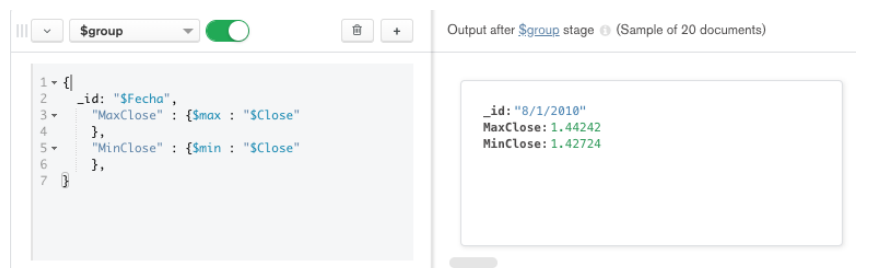 $group
+
Output after $group stage (Sample of 20 documents)
1 {
2 _id: "$Fecha",
3 "MaxClose" : {$max : "$Close"
4 },
5 "MinClose" : {$min : "$Close"
6 },
7 }
_id: "8/1/2010"
MaxClose: 1.44242
MinClose: 1.42724